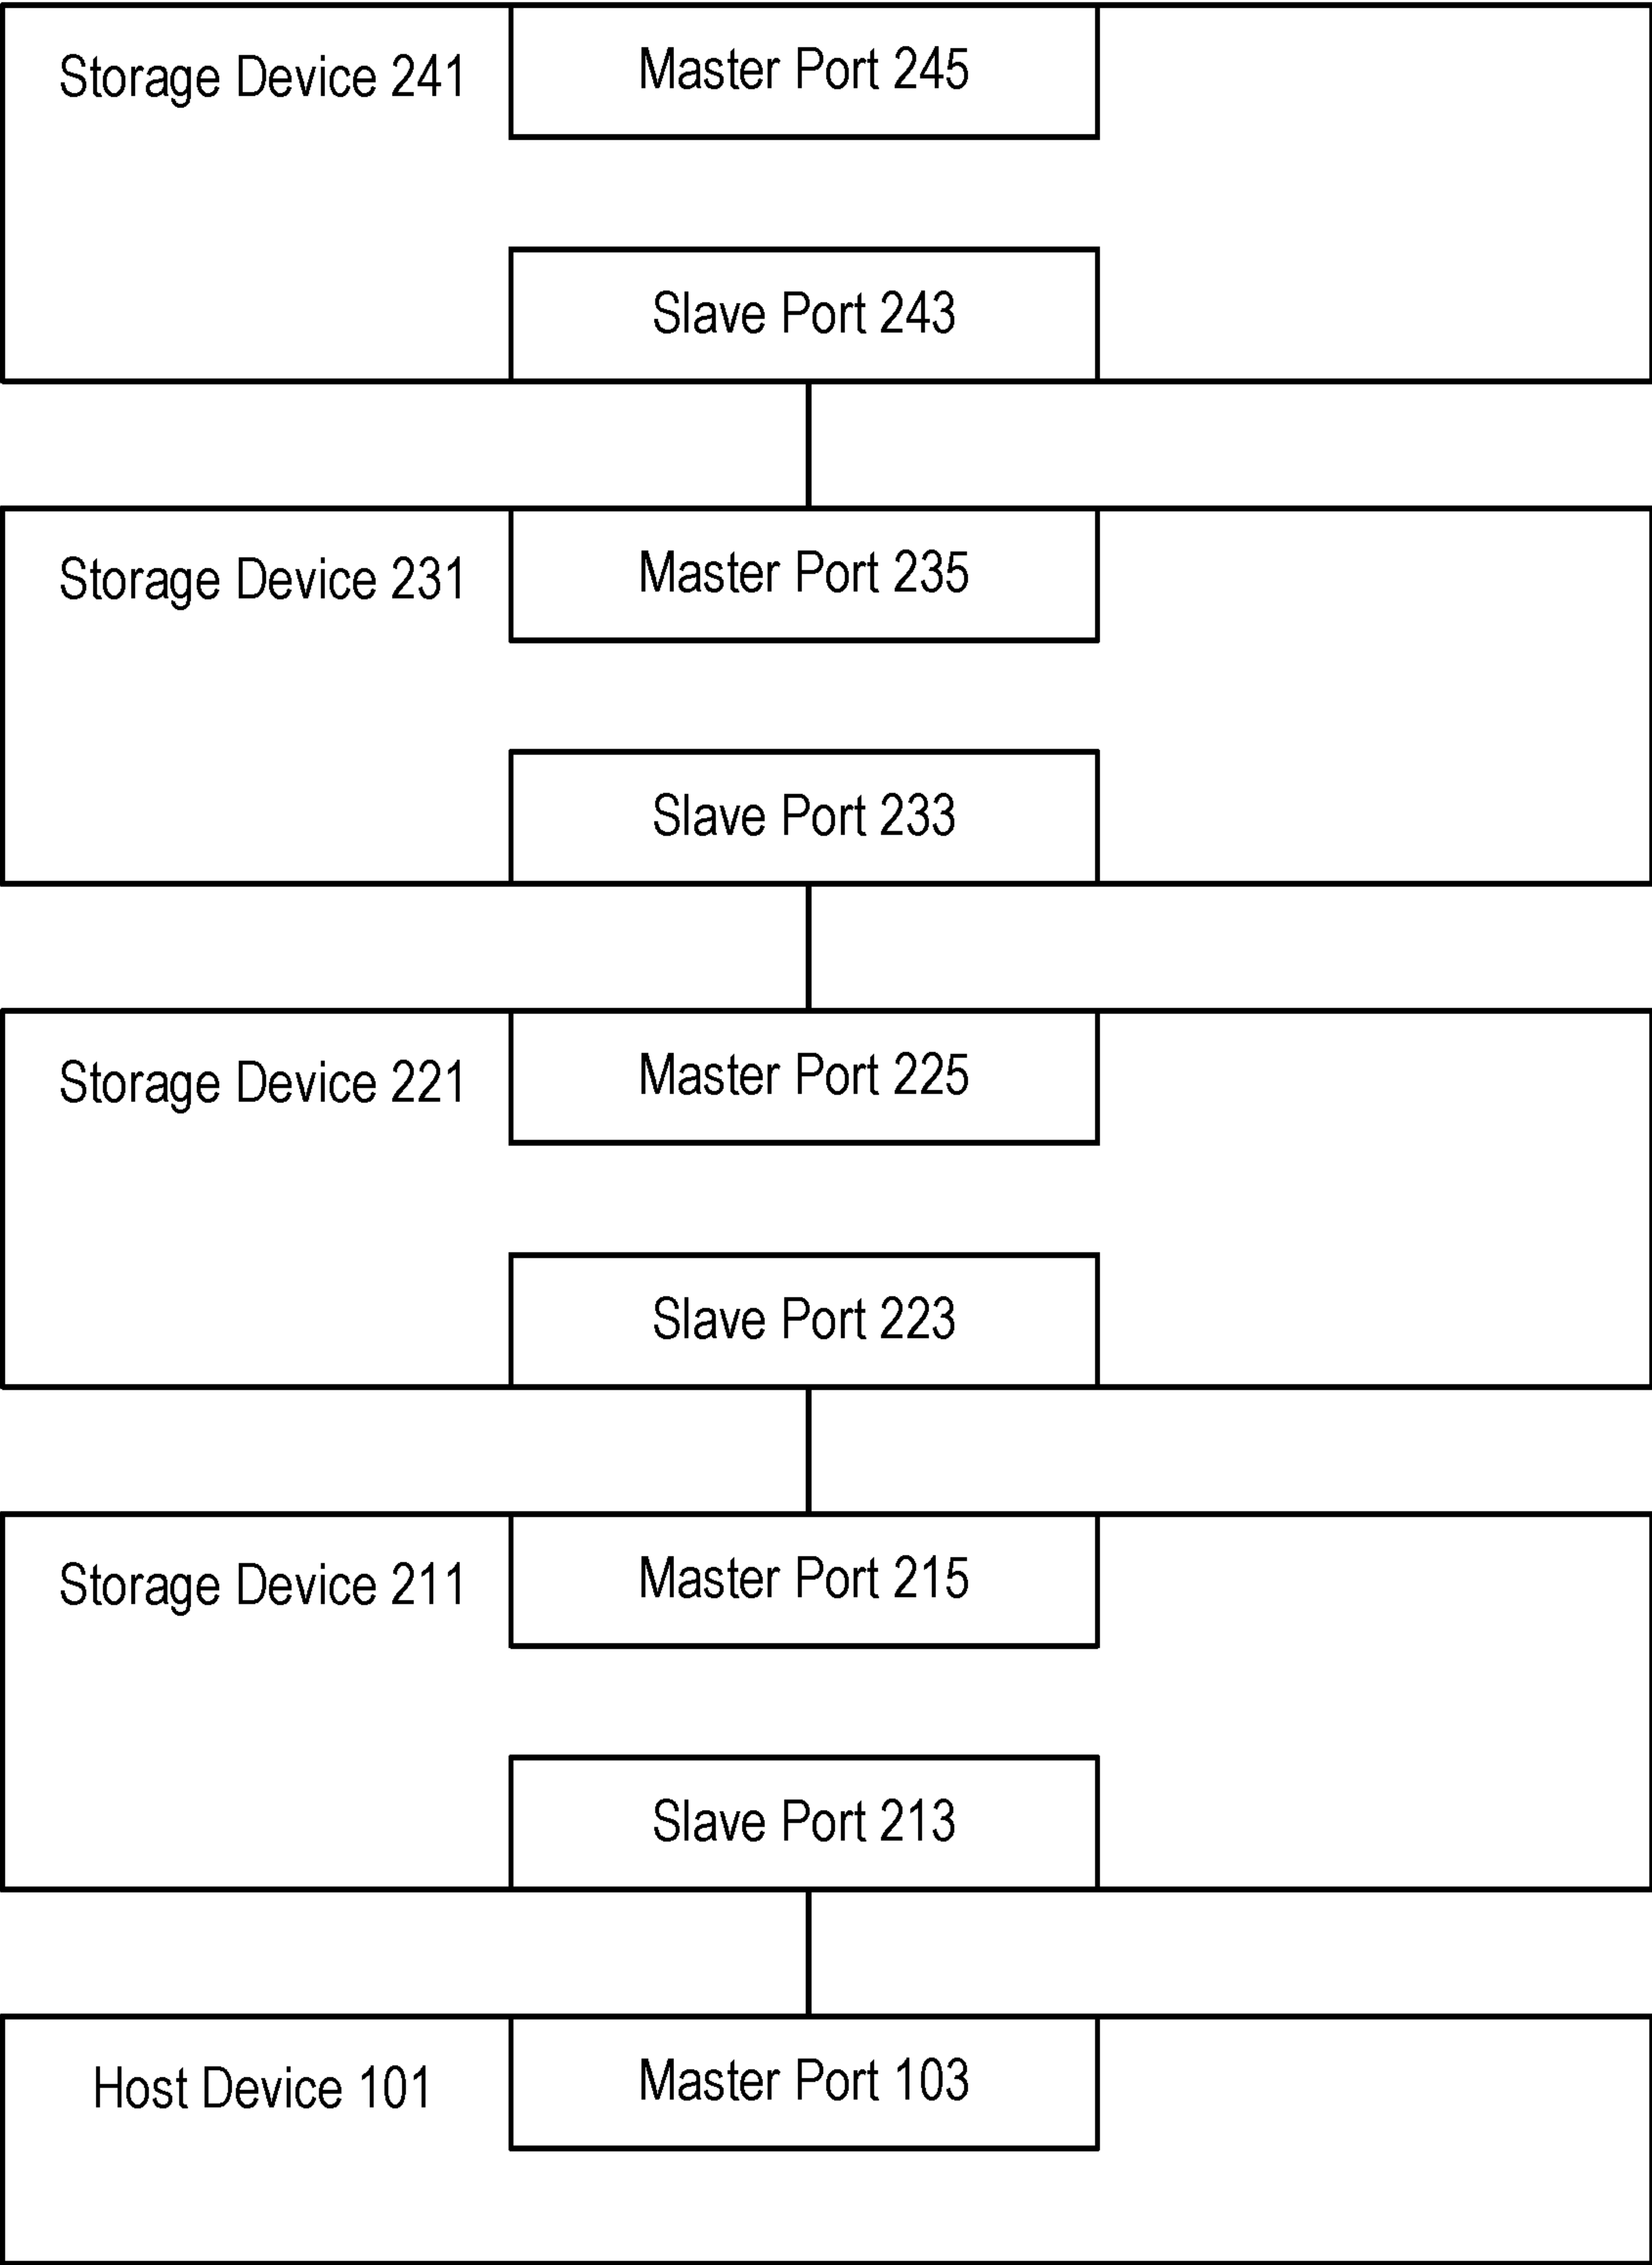 Storage Device 241
Master Port 245
Slave Port 243
Storage Device 231
Master Port 235
Slave Port 233
Storage Device 221
Master Port 225
Slave Port 223
Storage Device 211
Master Port 215
Slave Port 213
Host Device 101
Master Port 103